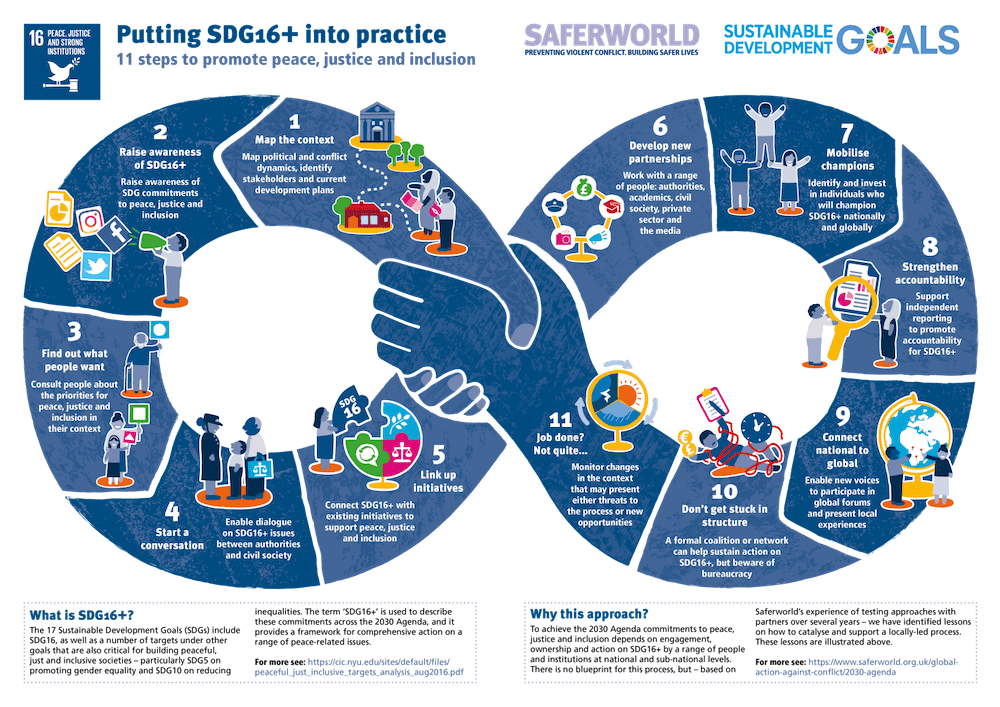 16 PEACE, JUSTICE
AND STRONG
INSTITUTIONS
Putting SDG16+ into practice
11 steps to promote peace, justice and inclusion
SAFERWORLD
PREVENTING VIOLENT CONFLICT. BUILDING SAFER LIVES
SUSTAINABLE
DEVELOPMENT
GOALS
1
Map the context
Map political and conflict
dynamics, identify
stakeholders and current
development plans
2
Raise awareness
of SDG16+
Raise awareness of
SDG commitments
to peace, justice and
inclusion
3
Find out what
people want
Consult people about
the priorities for
peace, justice and
inclusion in
their context
4
Start a
conversation
Enable dialogue
on SDG16+ issues
between authorities
and civil society
SDG
16
5
Link up
initiatives
Connect SDG16+ with
existing initiatives to
support peace, justice
and inclusion
6
Develop new
partnerships
Work with a range
of people: authorities,
academics, civil
society, private
sector and
the media
7
Mobilise
champions
Identify and invest
in individuals who
will champion
SDG16+ nationally
and globally
8
Strengthen
accountability
Support
independent
reporting
to promote
accountability
for SDG16+
9
Connect
national to
global
Enable new voices
to participate in
global forums
and present local
experiences
10
Don't get stuck in
structure
A formal coalition or network
can help sustain action on
SDG16+, but beware of
bureaucracy
11
Job done?
Not quite...
Monitor changes
in the context
that may present
either threats to
the process or new
opportunities
What is SDG16+?
The 17 Sustainable Development Goals (SDGs) include
SDG16, as well as a number of targets under other
goals that are also critical for building peaceful,
just and inclusive societies – particularly SDG5 on
promoting gender equality and SDG10 on reducing
inequalities. The term 'SDG16+' is used to describe
these commitments across the 2030 Agenda, and it
provides a framework for comprehensive action on a
range of peace-related issues.
For more see: https://cic.nyu.edu/sites/default/files/
peaceful_just_inclusive_targets_analysis_aug2016.pdf
Why this approach?
To achieve the 2030 Agenda commitments to peace,
justice and inclusion depends on engagement,
ownership and action on SDG16+ by a range of people
and institutions at national and sub-national levels.
There is no blueprint for this process, but – based on
Saferworld's experience of testing approaches with
partners over several years – we have identified lessons
on how to catalyse and support a locally-led process.
These lessons are illustrated above.
For more see: https://www.saferworld.org.uk/global-
action-against-conflict/2030-agenda